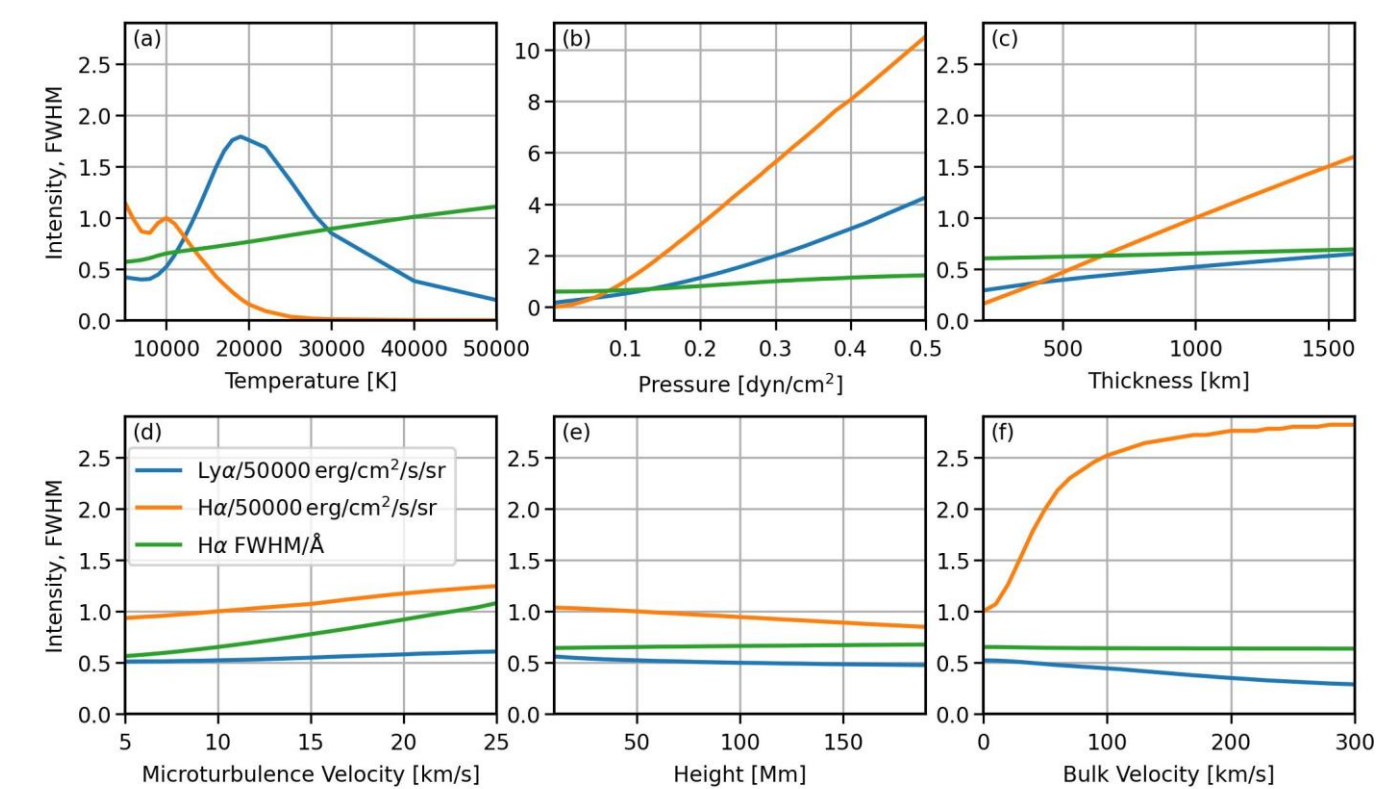 (a)
Intensity, FWHM
2.5
2.0
1.5
1.0
0.5
0.0
10000 20000 30000 40000 50000
Temperature [K]
(b)
10
8
6
4
2
0
0.1 0.2 0.3 0.4 0.5
Pressure [dyn/cm²]
(c)
2.5
2.0
1.5
1.0
0.5
0.0
500 1000 1500
Thickness [km]
(d)
Intensity, FWHM
2.5
2.0
1.5
1.0
0.5
0.0
Lyα/50000 erg/cm²/s/sr
Hα/50000 erg/cm²/s/sr
Hα FWHM/Å
5 10 15 20 25
Microturbulence Velocity [km/s]
(e)
2.5
2.0
1.5
1.0
0.5
0.0
50 100 150
Height [Mm]
(f)
2.5
2.0
1.5
1.0
0.5
0.0
0 100 200 300
Bulk Velocity [km/s]